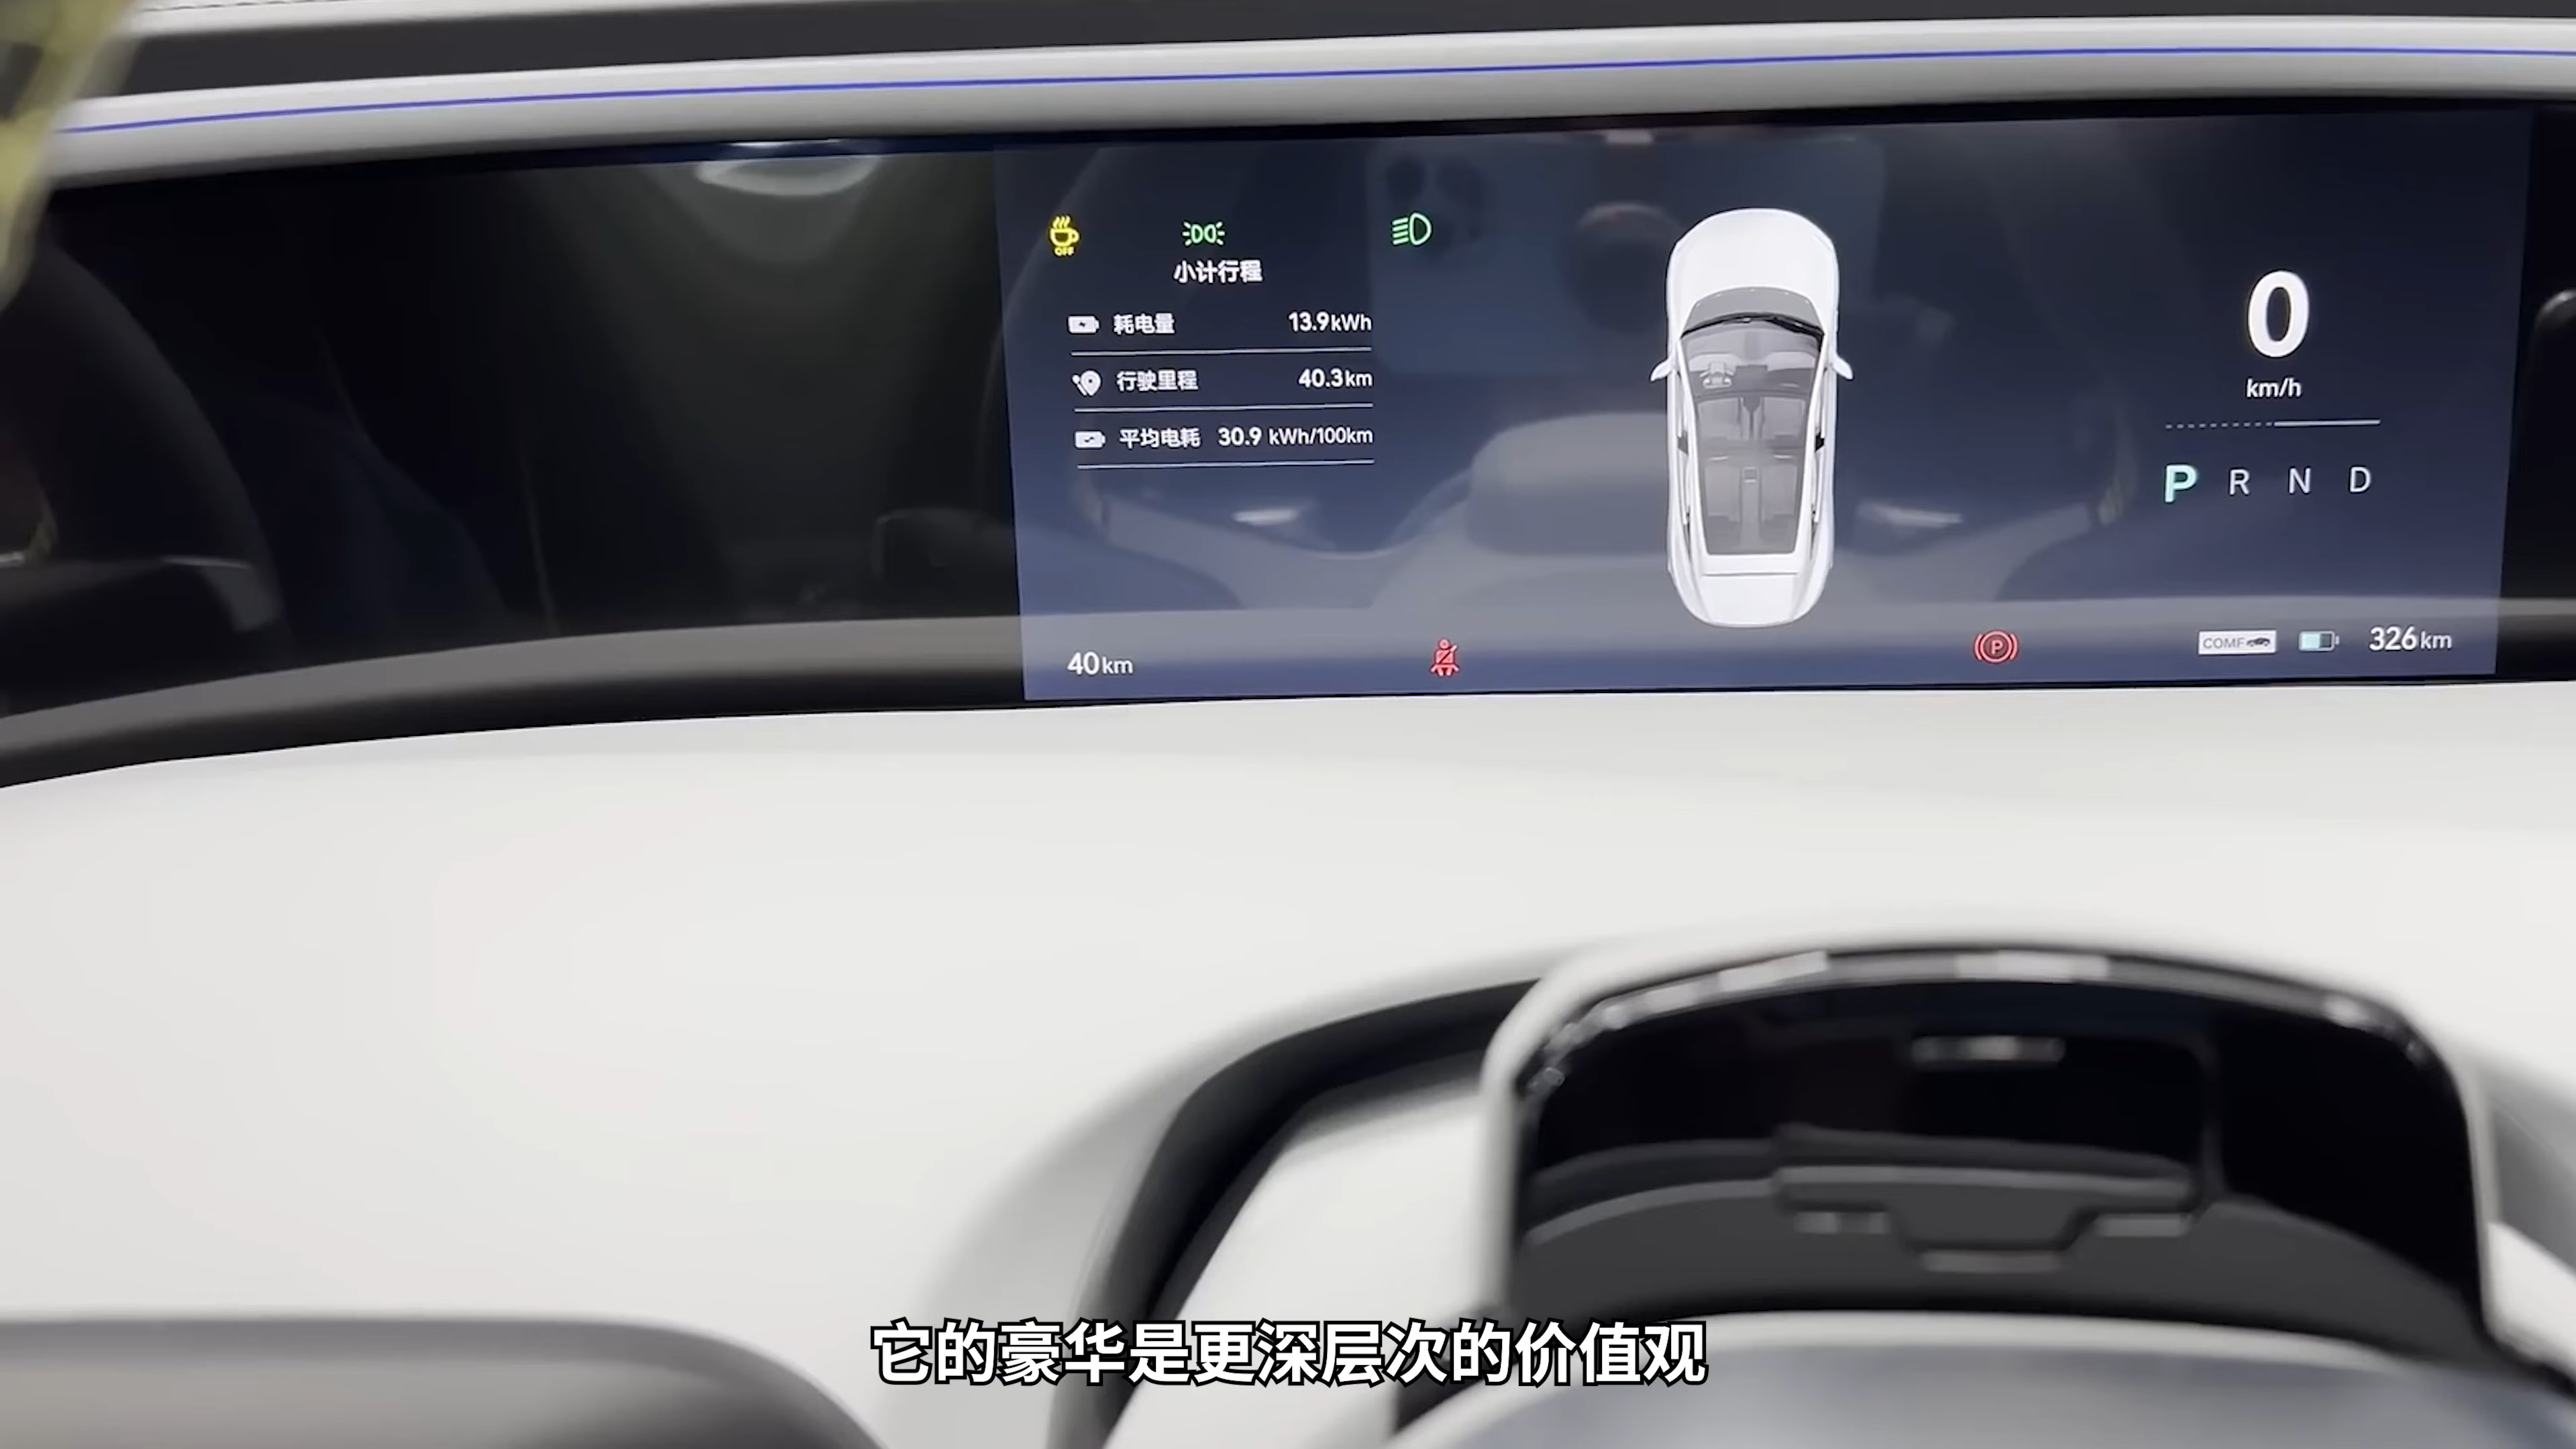 OFF
小计行程
耗电量 13.9kWh
行驶里程 40.3km
平均电耗 30.9 kWh/100km
0
km/h
P R N D
40km
P
COMF
326km
它的豪华是更深层次的价值观